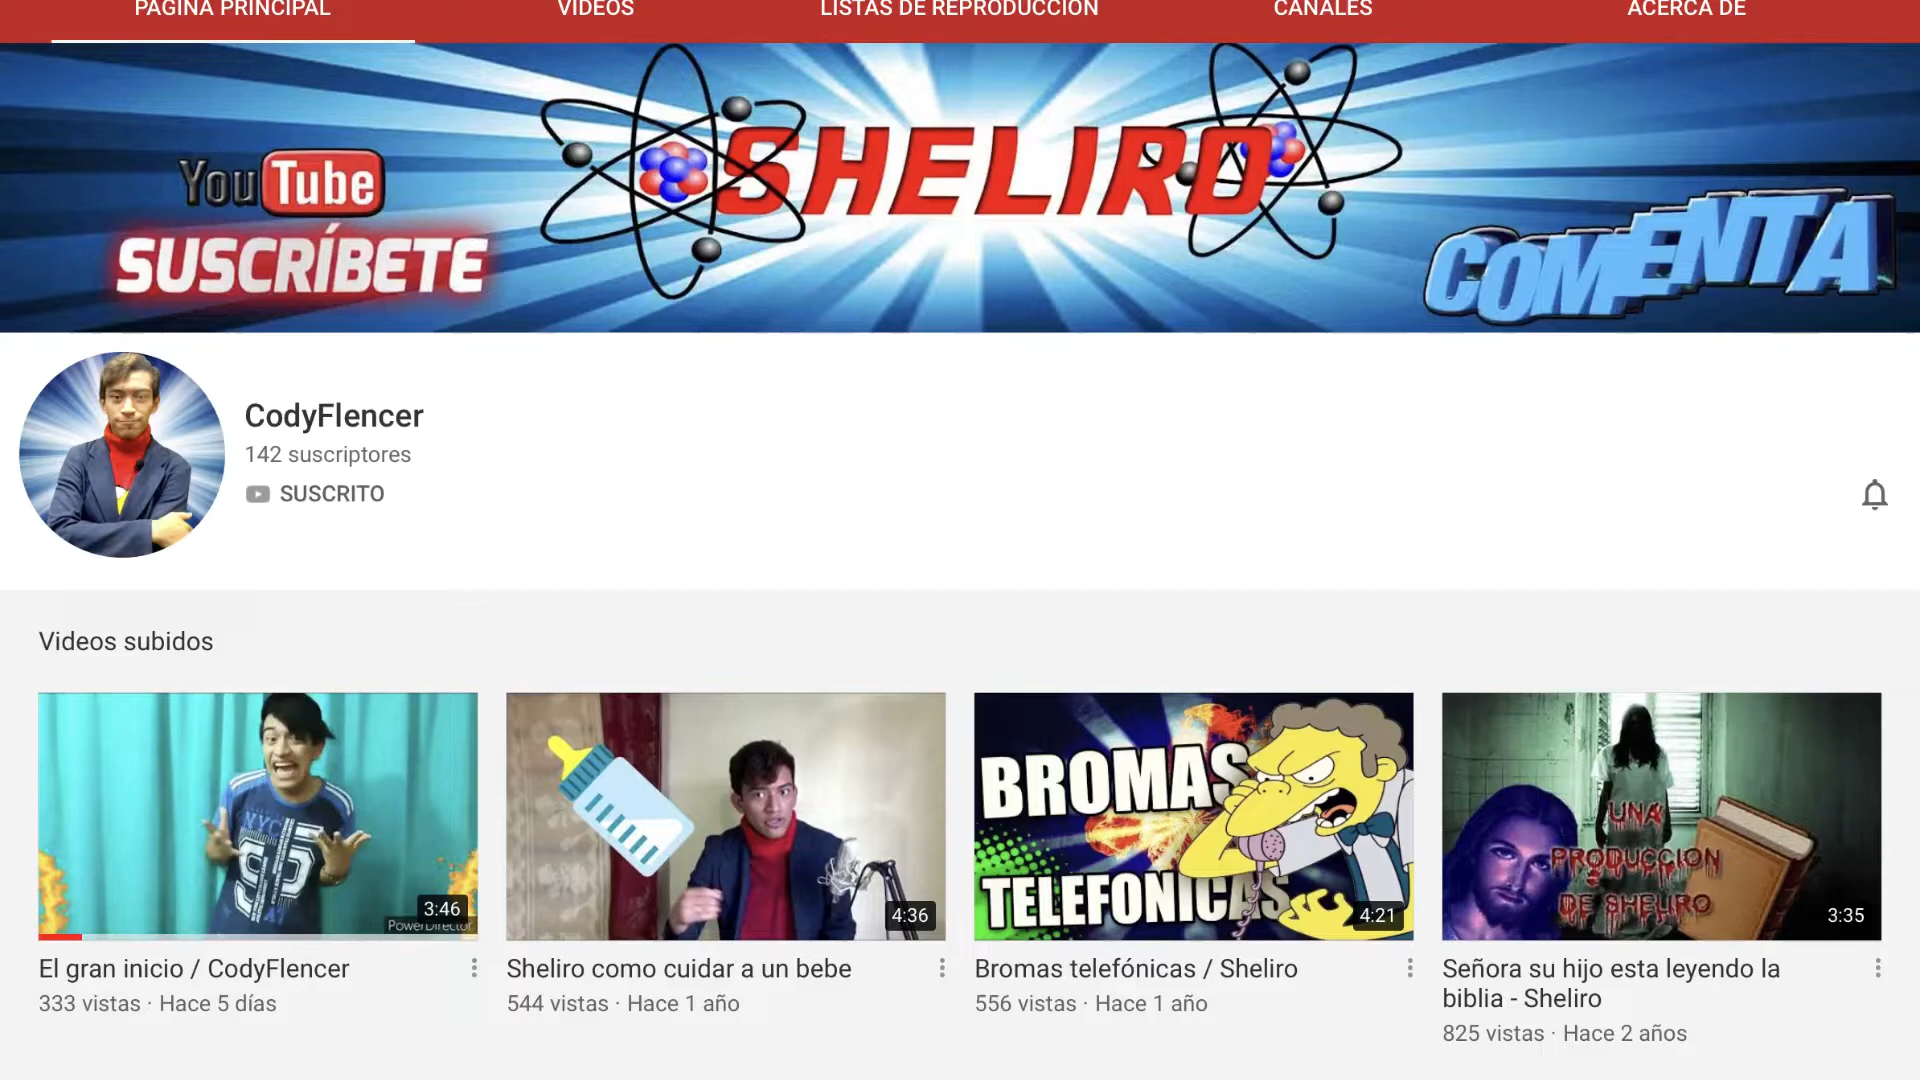 PÁGINA PRINCIPAL
VIDEOS
LISTAS DE REPRODUCCIÓN
CANALES
ACERCA DE
SHELIRO
YouTube
SUSCRÍBETE
COMENTA
CodyFlencer
142 suscriptores
SUSCRITO
Videos subidos
NYC
95
3:46
PowerDirector
4:36
BROMAS
TELEFONICAS
4:21
UNA
PRODUCCION
DE SHELIRO
3:35
El gran inicio / CodyFlencer
333 vistas · Hace 5 días
Sheliro como cuidar a un bebe
544 vistas · Hace 1 año
Bromas telefónicas / Sheliro
556 vistas · Hace 1 año
Señora su hijo esta leyendo la
biblia - Sheliro
825 vistas · Hace 2 años